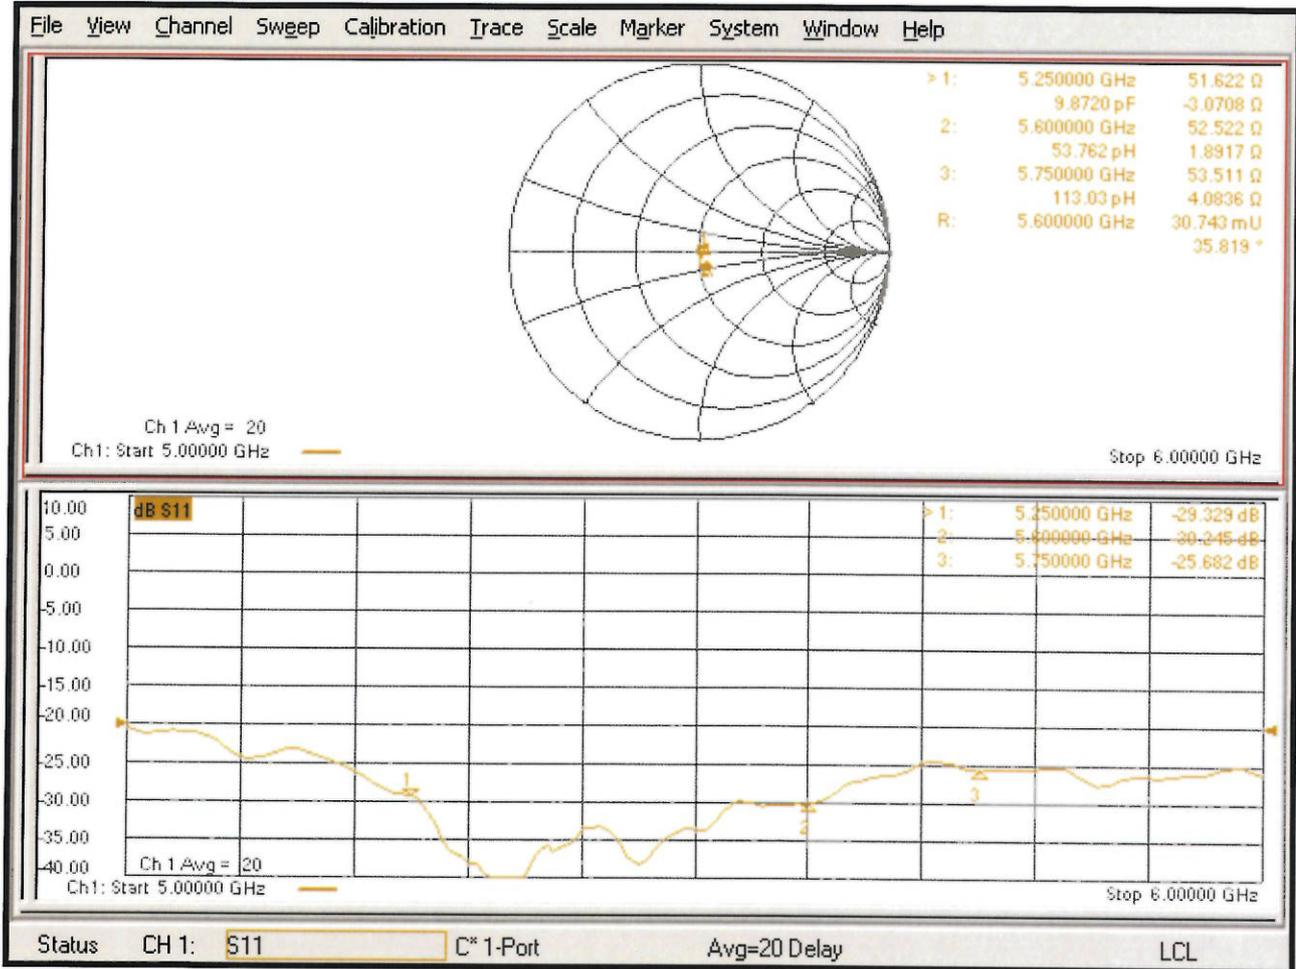 File View Channel Sweep Calibration Trace Scale Marker System Window Help
> 1: 5.250000 GHz 51.622 Ω
9.8720 pF -3.0708 Ω
2: 5.600000 GHz 52.522 Ω
53.762 pH 1.8917 Ω
3: 5.750000 GHz 53.511 Ω
113.03 pH 4.0836 Ω
R: 5.600000 GHz 30.743 mU
35.819 °
Ch 1 Avg = 20
Ch1: Start 5.00000 GHz
Stop 6.00000 GHz
10.00
dB S11
> 1: 5.250000 GHz -29.329 dB
5.00
2: 5.600000 GHz -30.245 dB
0.00
3: 5.750000 GHz -25.682 dB
-5.00
-10.00
-15.00
-20.00
-25.00
1
3
-30.00
2
-35.00
-40.00
Ch 1 Avg = 20
Ch1: Start 5.00000 GHz
Stop 6.00000 GHz
Status CH 1: S11 C* 1-Port Avg=20 Delay LCL